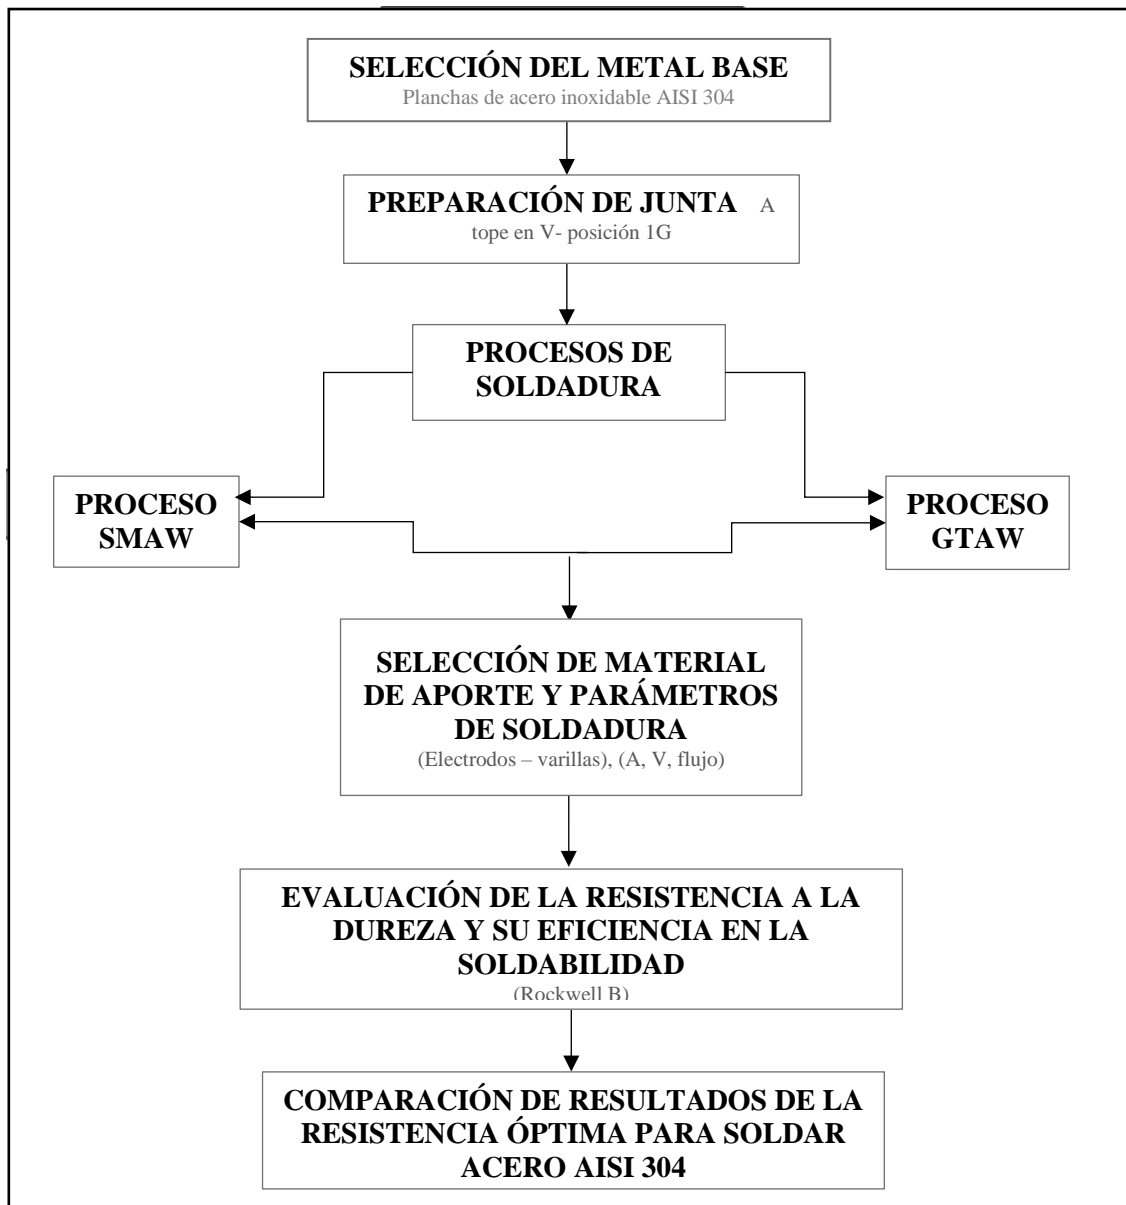 SELECCIÓN DEL METAL BASE
Planchas de acero inoxidable AISI 304
PREPARACIÓN DE JUNTA A
tope en V- posición 1G
PROCESOS DE
SOLDADURA
PROCESO
SMAW
PROCESO
GTAW
SELECCIÓN DE MATERIAL
DE APORTE Y PARÁMETROS
DE SOLDADURA
(Electrodos – varillas), (A, V, flujo)
EVALUACIÓN DE LA RESISTENCIA A LA
DUREZA Y SU EFICIENCIA EN LA
SOLDABILIDAD
(Rockwell B)
COMPARACIÓN DE RESULTADOS DE LA
RESISTENCIA ÓPTIMA PARA SOLDAR
ACERO AISI 304